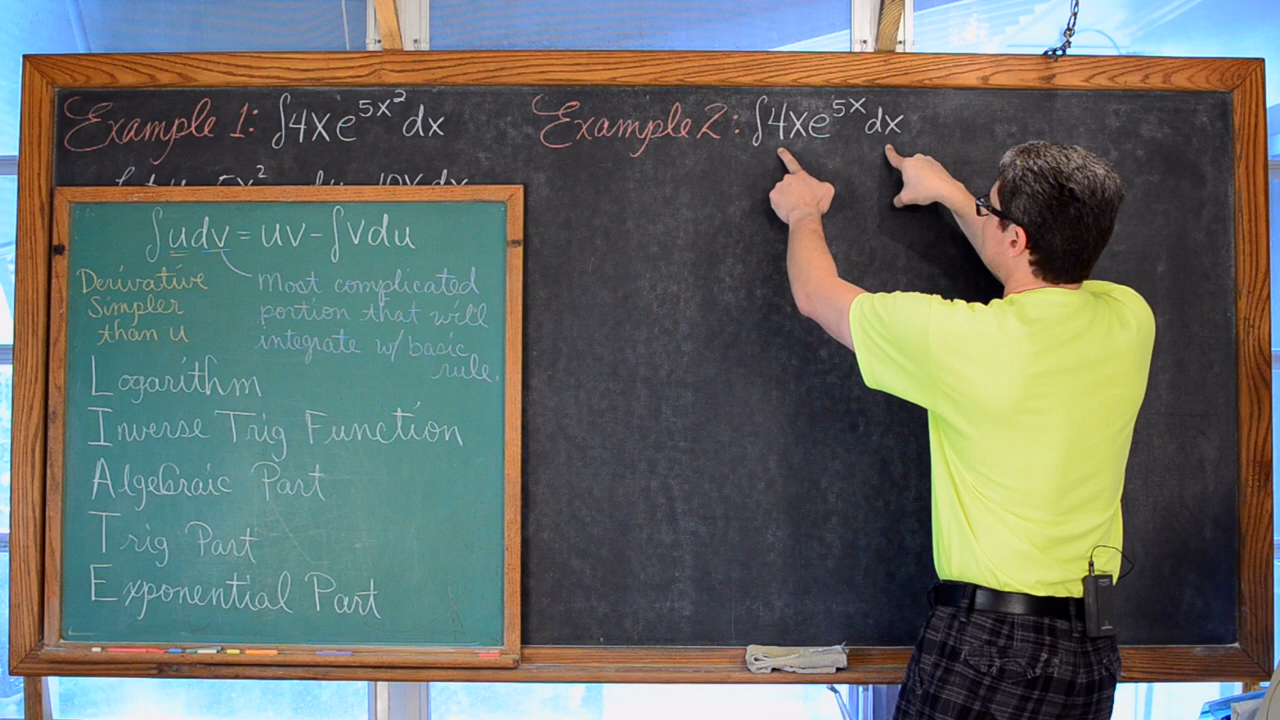 Example 1: ∫4xe^5x² dx
Example 2: ∫4xe^5x dx
∫udv = uv - ∫vdu
Derivative
Simpler
than u
Most complicated
portion that will
integrate w/ basic
rule.
Logarithm
Inverse Trig Function
Algebraic Part
Trig Part
Exponential Part